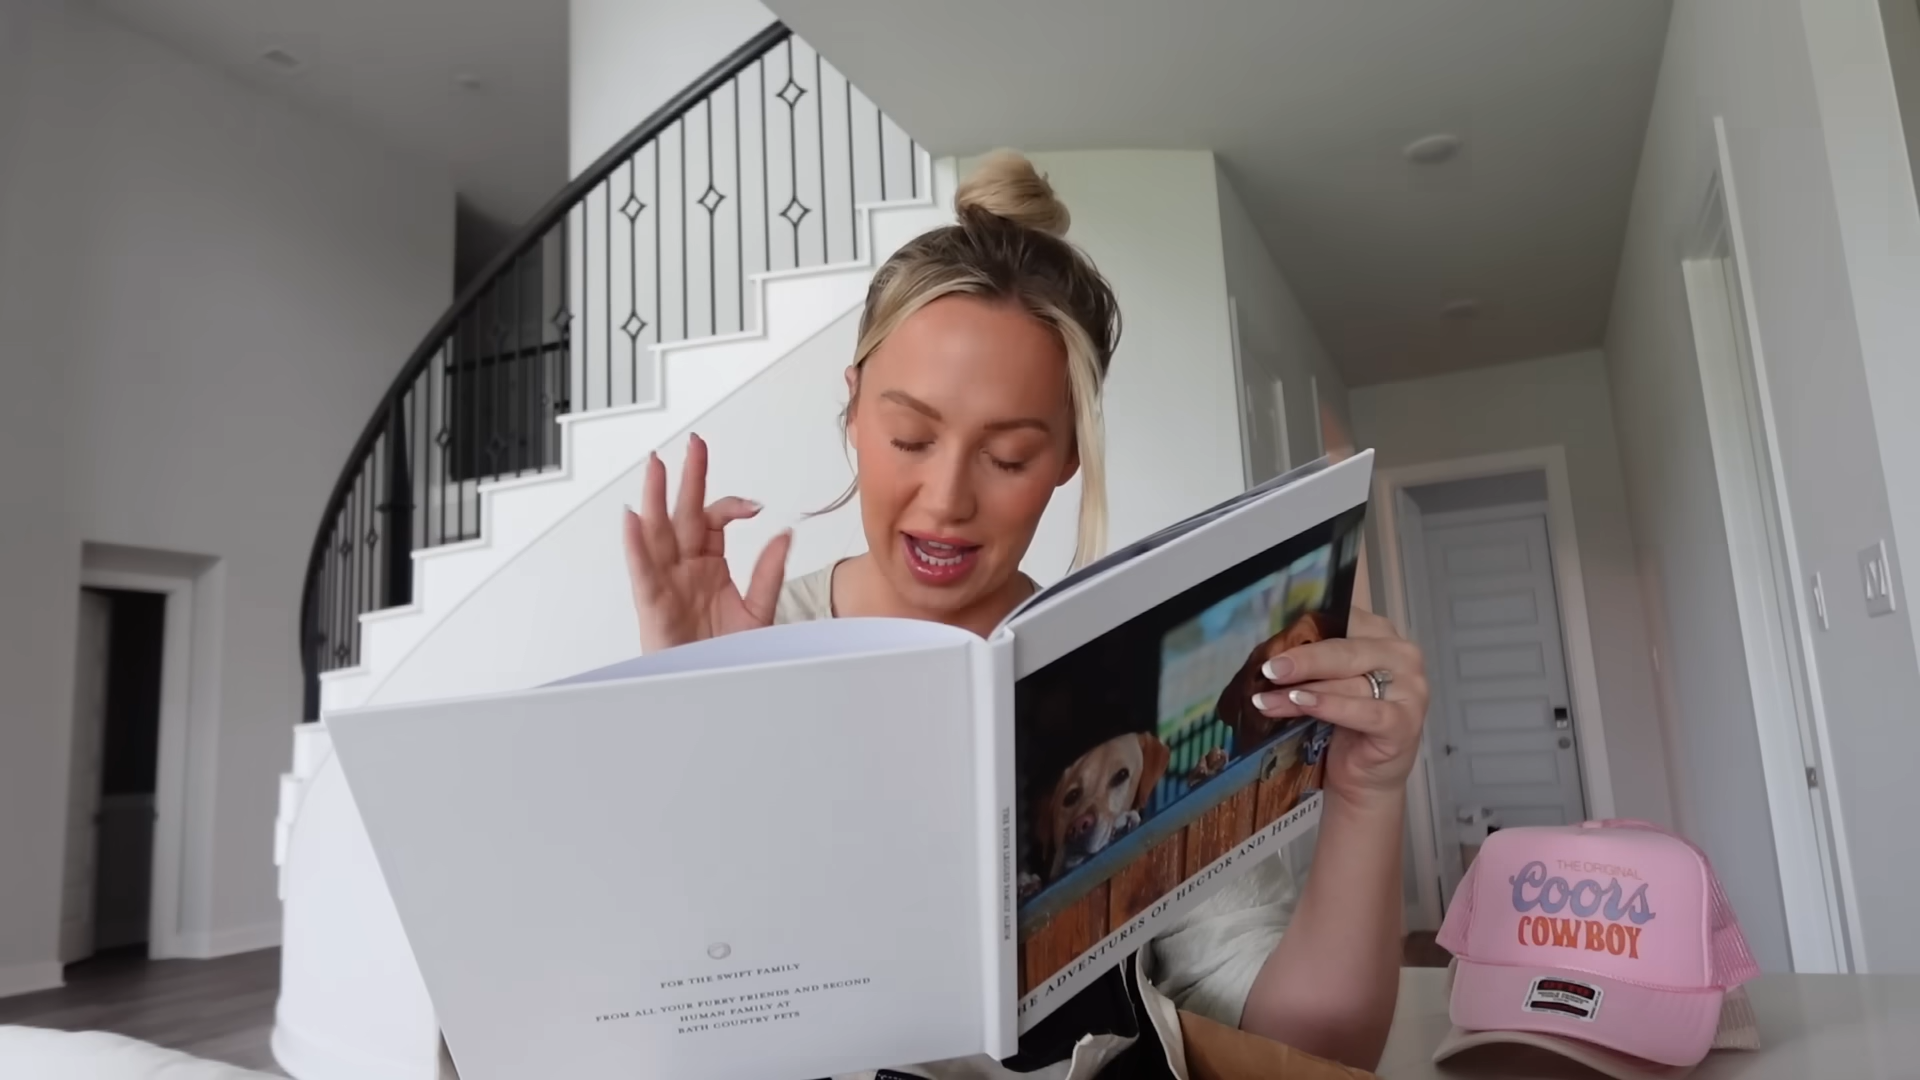 FOR THE SWIFT FAMILY
FROM ALL YOUR FURRY FRIENDS AND SECOND
HUMAN FAMILY AT
BATH COUNTRY PETS
HE ADVENTURES OF HECTOR AND HERBIE
THE ORIGINAL
Coors
COWBOY